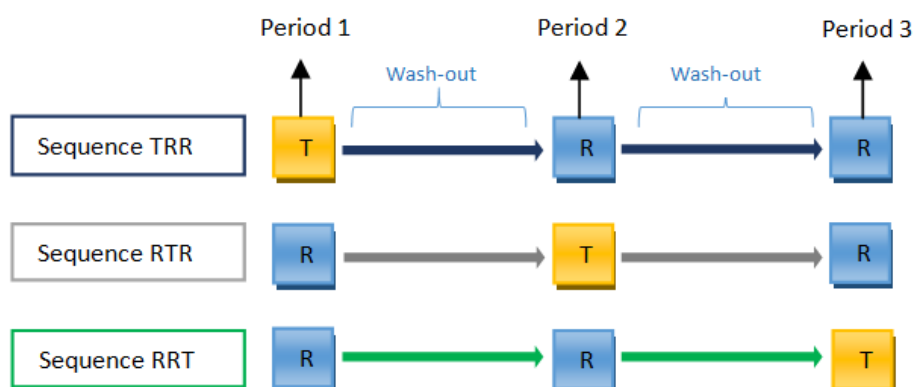 Period 1 Period 2 Period 3
Wash-out Wash-out
Sequence TRR T R R
Sequence RTR R T R
Sequence RRT R R T